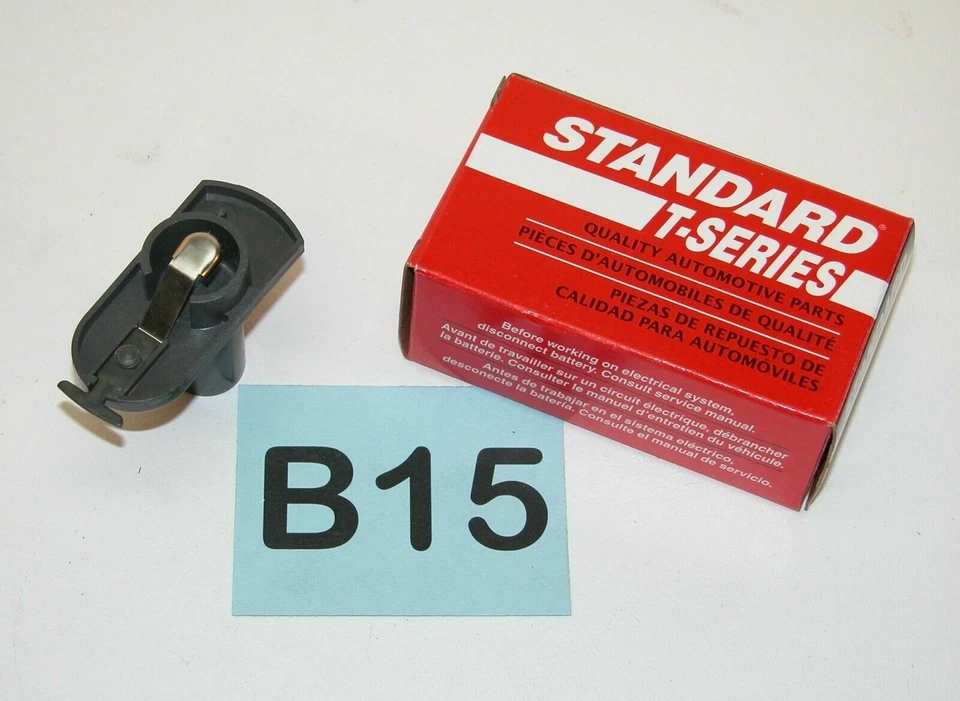 STANDARD®
T-SERIES
QUALITY AUTOMOTIVE PARTS
PIÈCES D'AUTOMOBILES DE QUALITÉ
PIEZAS DE REPUESTO DE
CALIDAD PARA AUTOMÓVILES
Before working on electrical system,
disconnect battery. Consult service manual.
Avant de travailler sur un circuit électrique, débrancher
la batterie. Consulter le manuel d'entretien du véhicule.
Antes de trabajar en el sistema eléctrico,
desconecte la batería. Consulte el manual de servicio.
B15